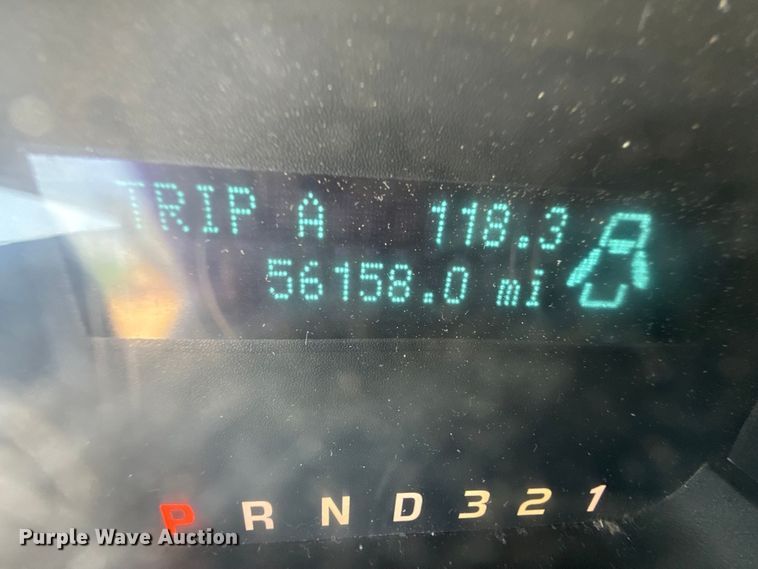 TRIP A 118.3
56158.0 mi
P R N D 3 2 1
Purple Wave Auction